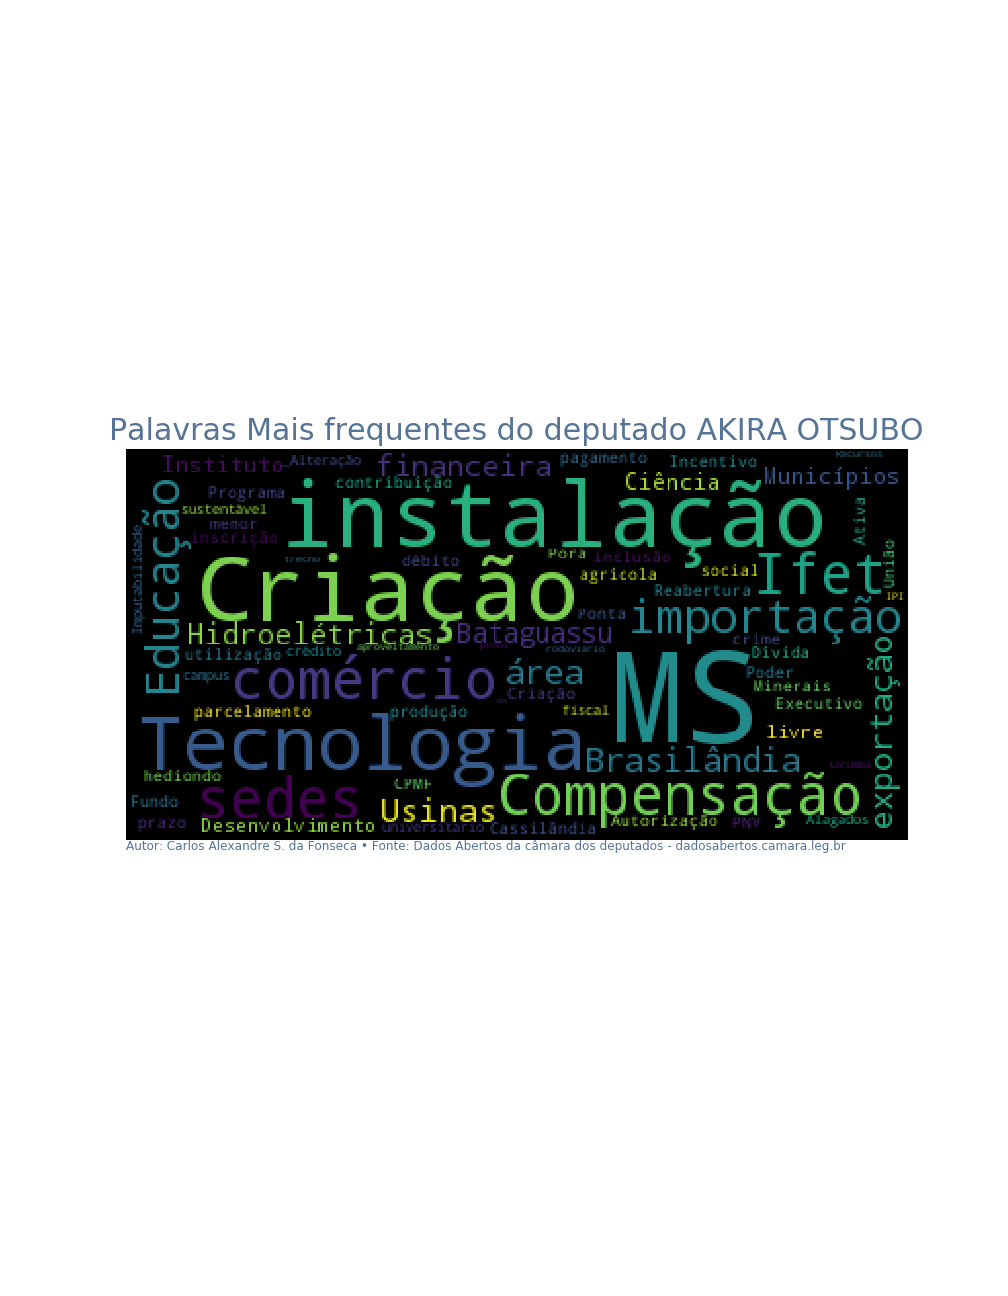 Palavras Mais frequentes do deputado AKIRA OTSUBO
Instituto
_Alteração
financeira
pagamento
Incentivo
Recursos
Municípios
Ciência
contribuição
Programa
sustentável
menor
inscrição
instalação
Educação
Imputabilidade
Ativa
União
IPI
Criação
débito
Porã
inclusão
agrícola
social
Ifet
Reabertura
Ponta
importação
Hidroelétricas
Bataguassu
crime
utilização
crédito
aproveitamento
rodoviário
Dívida
campus
comércio
área
_Criação
MS
Poder
Minerais
Executivo
exportação
parcelamento
produção
fiscal
livre
Tecnologia
Brasilândia
Corumbá
hediondo
CPMF
Fundo
sedes
Usinas
Compensação
prazo
Desenvolvimento
universitário
Cassilândia
Autorização
PNV
Alagados
Autor: Carlos Alexandre S. da Fonseca • Fonte: Dados Abertos da câmara dos deputados - dadosabertos.camara.leg.br